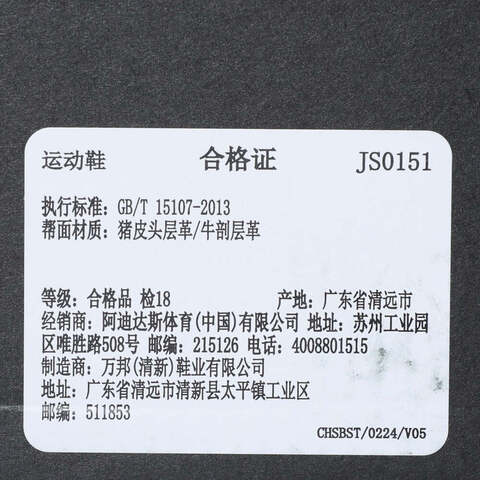 运动鞋 合格证 JS0151
执行标准: GB/T 15107-2013
帮面材质: 猪皮头层革/牛剖层革
等级: 合格品 检18 产地: 广东省清远市
经销商: 阿迪达斯体育(中国)有限公司 地址: 苏州工业园
区唯胜路508号 邮编: 215126 电话: 4008801515
制造商: 万邦(清新)鞋业有限公司
地址: 广东省清远市清新县太平镇工业区
邮编: 511853
CHSBST/0224/V05